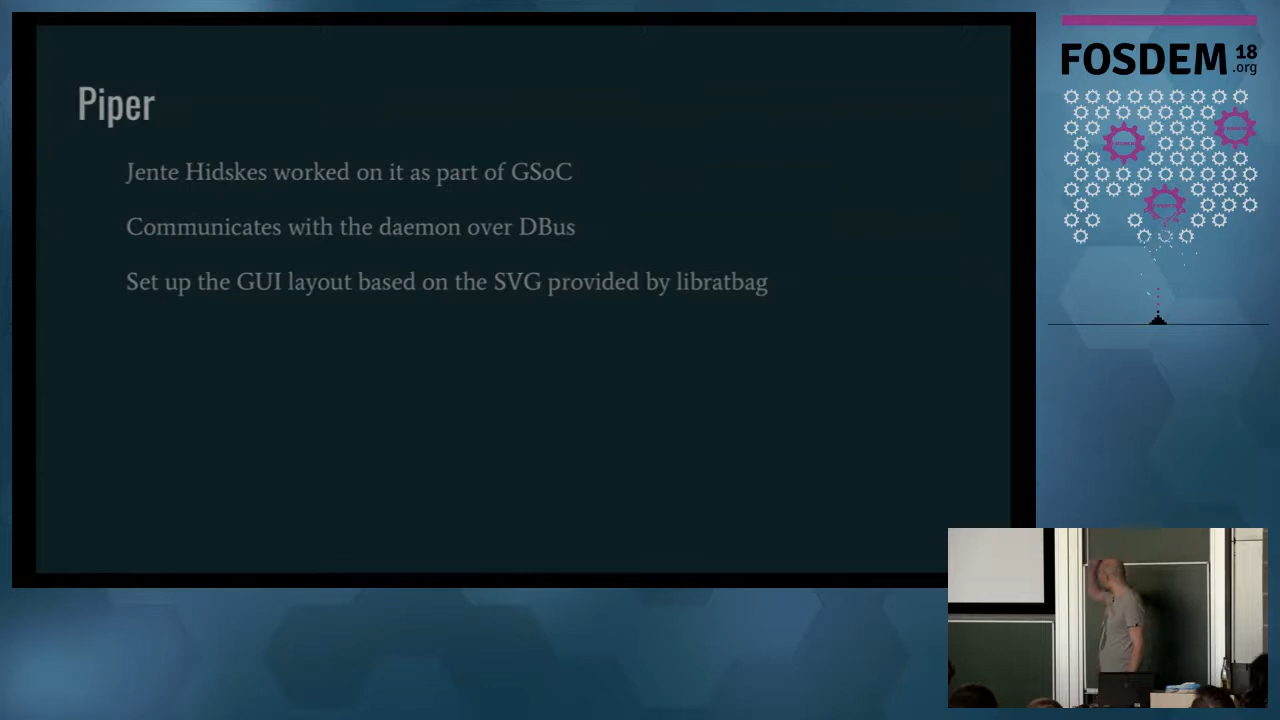 Piper
Jente Hidskes worked on it as part of GSoC
Communicates with the daemon over DBus
Set up the GUI layout based on the SVG provided by libratbag
FOSDEM 18
.org